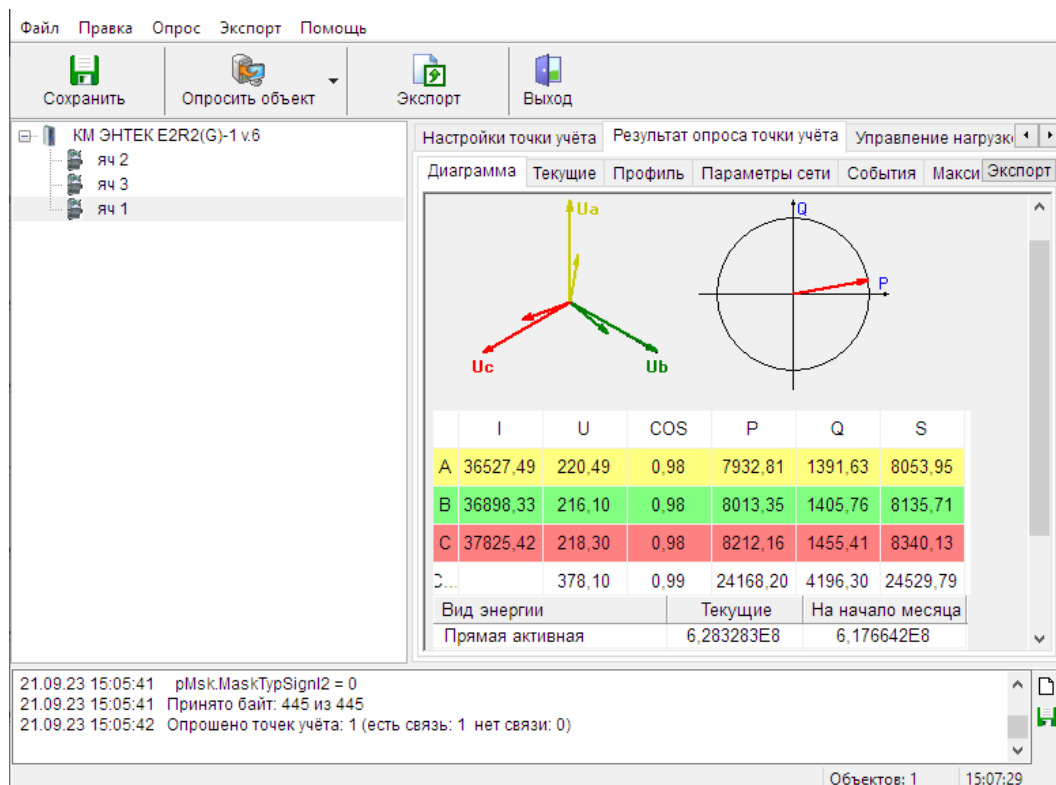 Файл Правка Опрос Экспорт Помощь
Сохранить Опросить объект Экспорт Выход
КМ ЭНТЕК E2R2(G)-1 v.6
яч 2
яч 3
яч 1
Настройки точки учёта Результат опроса точки учёта Управление нагрузк
Диаграмма Текущие Профиль Параметры сети События Макси Экспорт
Ua
Uc Ub
Q
P
I U COS P Q S
A 36527,49 220,49 0,98 7932,81 1391,63 8053,95
B 36898,33 216,10 0,98 8013,35 1405,76 8135,71
C 37825,42 218,30 0,98 8212,16 1455,41 8340,13
С... 378,10 0,99 24168,20 4196,30 24529,79
Вид энергии Текущие На начало месяца
Прямая активная 6,283283E8 6,176642E8
21.09.23 15:05:41 pMsk.MaskTypSignI2 = 0
21.09.23 15:05:41 Принято байт: 445 из 445
21.09.23 15:05:42 Опрошено точек учёта: 1 (есть связь: 1 нет связи: 0)
Объектов: 1 15:07:29